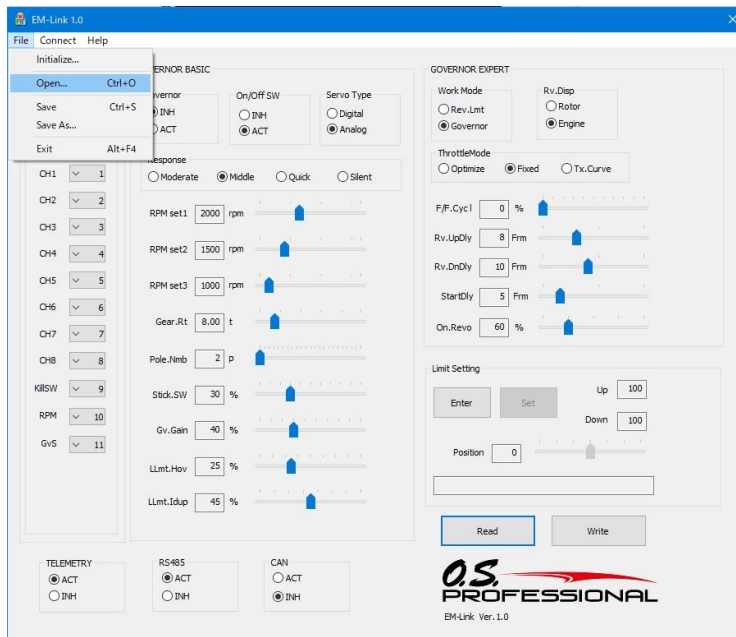 EM-Link 1.0
File Connect Help
Initialize...
Open... Ctrl+O
Save Ctrl+S
Save As...
Exit Alt+F4
CH1 1
CH2 2
CH3 3
CH4 4
CH5 5
CH6 6
CH7 7
CH8 8
KillSW 9
RPM 10
GvS 11
ERNOR BASIC
vernor
INH
ACT
On/Off SW
INH
ACT
Servo Type
Digital
Analog
Response
Moderate Middle Quick Silent
RPM set1 2000 rpm
RPM set2 1500 rpm
RPM set3 1000 rpm
Gear.Rt 8.00 t
Pole.Nmb 2 p
Stick.SW 30 %
Gv.Gain 40 %
LLmt.Hov 25 %
LLmt.Idup 45 %
GOVERNOR EXPERT
Work Mode
Rev.Lmt
Governor
Rv.Disp
Rotor
Engine
ThrottleMode
Optimize Fixed Tx.Curve
F/F.Cycl 0 %
Rv.UpDly 8 Frm
Rv.DnDly 10 Frm
StartDly 5 Frm
On.Revo 60 %
Limit Setting
Enter Set
Up 100
Down 100
Position 0
Read Write
TELEMETRY
ACT
INH
RS485
ACT
INH
CAN
ACT
INH
O.S.
PROFESSIONAL
EM-Link Ver.1.0